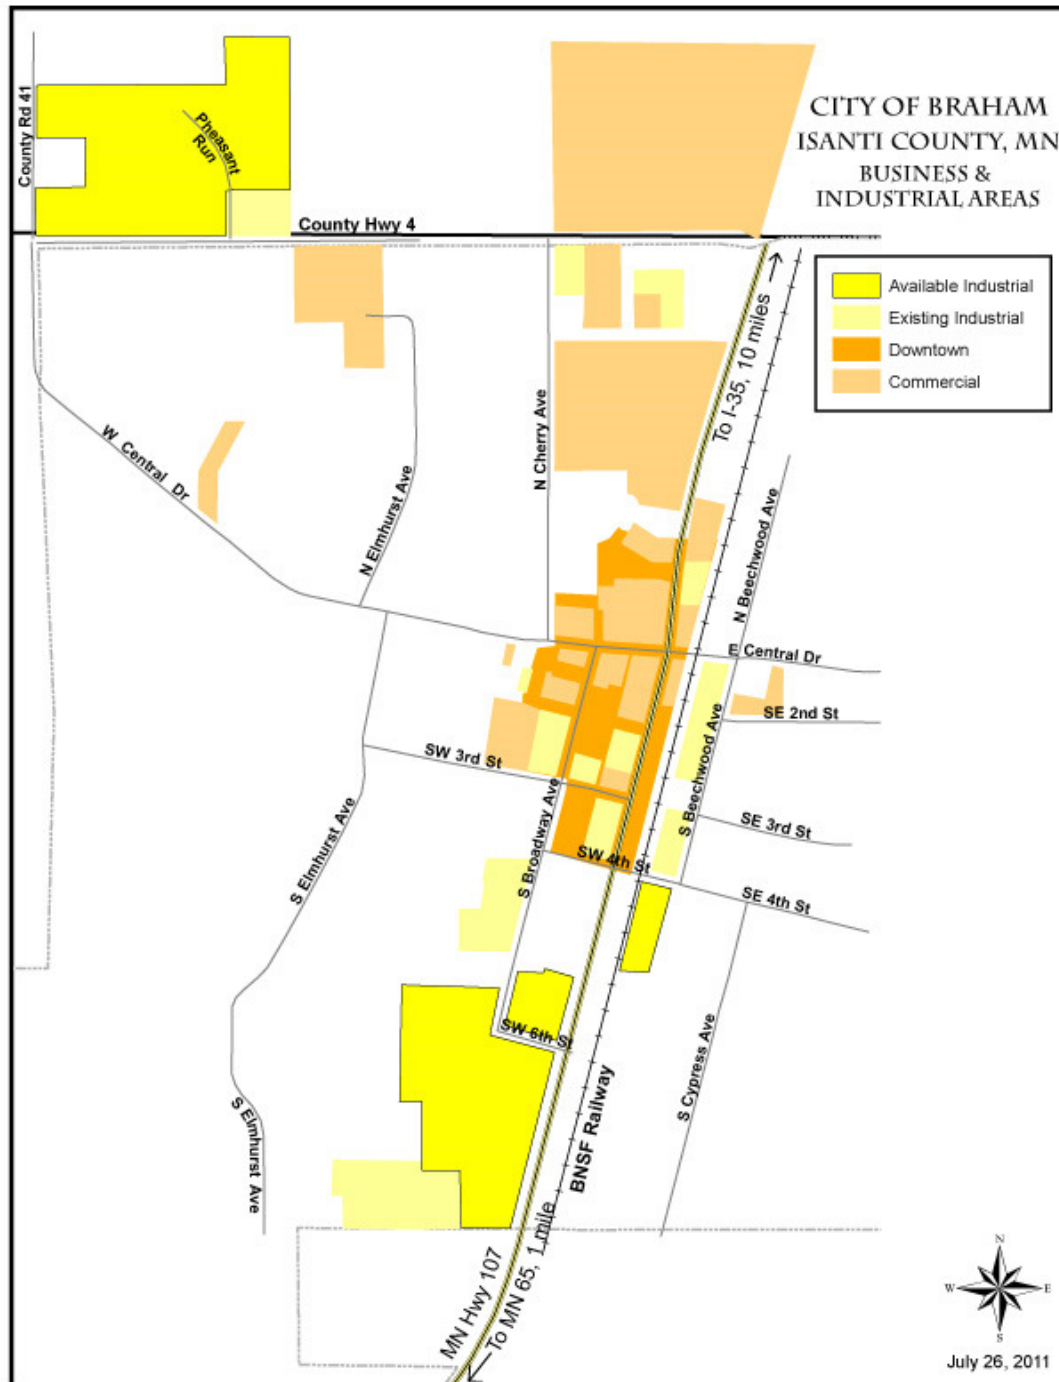 CITY OF BRAHAM
ISANTI COUNTY, MN
BUSINESS &
INDUSTRIAL AREAS
County Rd 41
Pheasant
Run
County Hwy 4
Available Industrial
Existing Industrial
Downtown
Commercial
To I-35, 10 miles
W Central Dr
N Elmhurst Ave
N Cherry Ave
N Beechwood Ave
E Central Dr
SE 2nd St
SW 3rd St
S Beechwood Ave
S Elmhurst Ave
S Broadway Ave
SE 3rd St
SW 4th St
SE 4th St
SW 6th St
S Cypress Ave
BNSF Railway
S Elmhurst Ave
MN Hwy 107
To MN 65, 1 mile
N
W
E
S
July 26, 2011